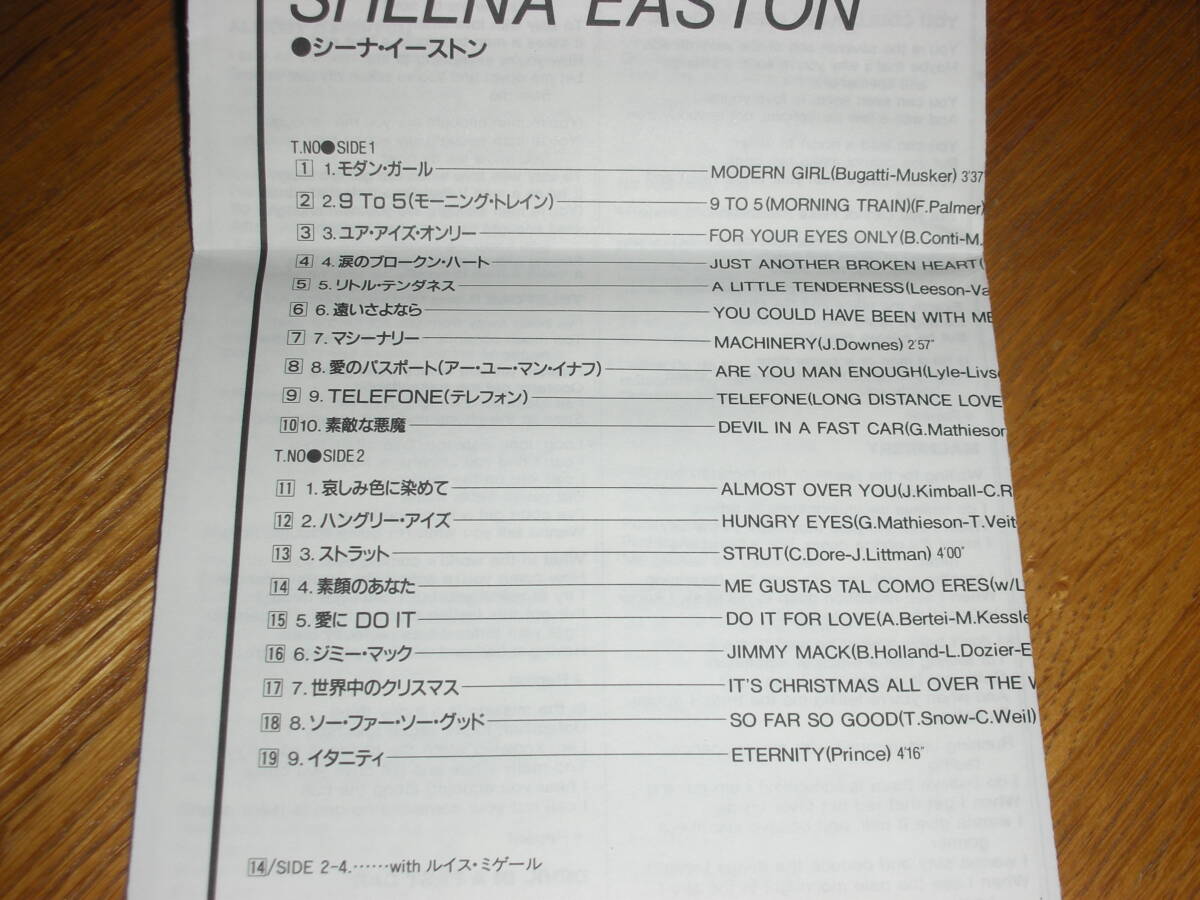 SHEENA EASTON
●シーナ・イーストン
T.NO●SIDE1
1 1.モダン・ガール MODERN GIRL(Bugatti-Musker) 3'37"
2 2.9 To 5(モーニング・トレイン) 9 TO 5(MORNING TRAIN)(F.Palmer)
3 3.ユア・アイズ・オンリー FOR YOUR EYES ONLY(B.Conti-M.
4 4.涙のブロークン・ハート JUST ANOTHER BROKEN HEART(
5 5.リトル・テンダネス A LITTLE TENDERNESS(Leeson-Va
6 6.遠いさよなら YOU COULD HAVE BEEN WITH ME
7 7.マシーナリー MACHINERY(J.Downes) 2'57"
8 8.愛のパスポート(アー・ユー・マン・イナフ) ARE YOU MAN ENOUGH(Lyle-Livs
9 9.TELEFONE(テレフォン) TELEFONE(LONG DISTANCE LOVE
10 10.素敵な悪魔 DEVIL IN A FAST CAR(G.Mathieson
T.NO●SIDE2
11 1.哀しみ色に染めて ALMOST OVER YOU(J.Kimball-C.R
12 2.ハングリー・アイズ HUNGRY EYES(G.Mathieson-T.Veit
13 3.ストラット STRUT(C.Dore-J.Littman) 4'00"
14 4.素顔のあなた ME GUSTAS TAL COMO ERES(w/L
15 5.愛に DO IT DO IT FOR LOVE(A.Bertei-M.Kessle
16 6.ジミー・マック JIMMY MACK(B.Holland-L.Dozier-E
17 7.世界中のクリスマス IT'S CHRISTMAS ALL OVER THE W
18 8.ソー・ファー・ソー・グッド SO FAR SO GOOD(T.Snow-C.Weil)
19 9.イタニティ ETERNITY(Prince) 4'16"
14/SIDE 2-4.……with ルイス・ミゲール